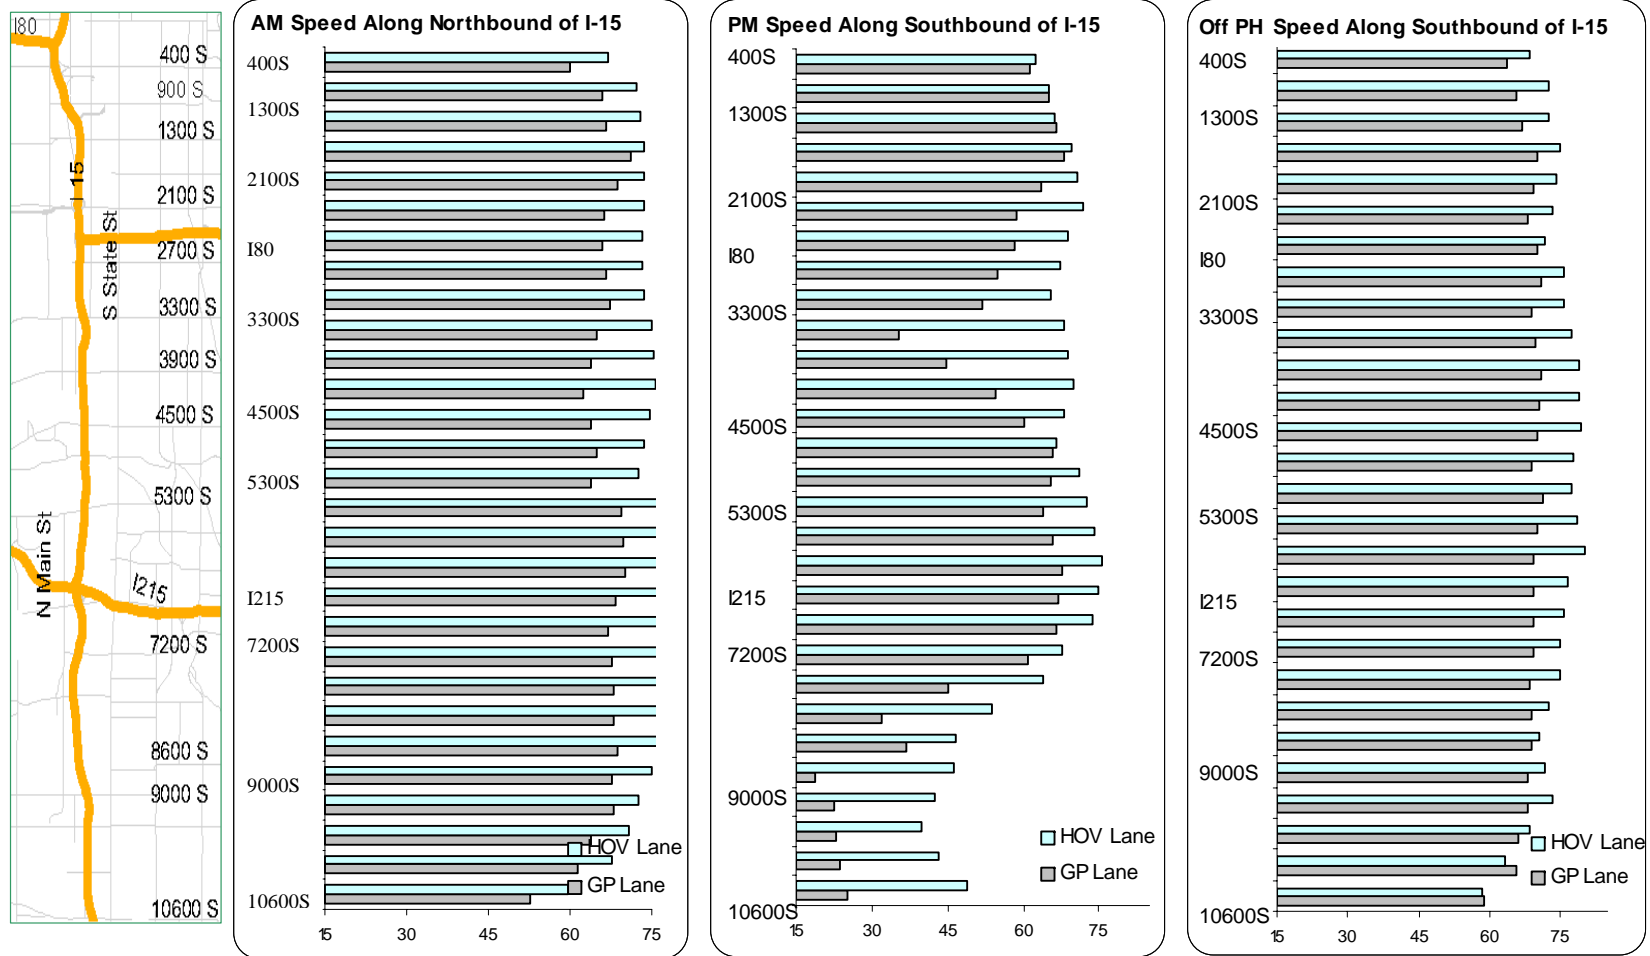 I80
400 S
900 S
1300 S
I 15
2100 S
S State St
2700 S
3300 S
3900 S
4500 S
5300 S
N Main St
I215
7200 S
8600 S
9000 S
10600 S
AM Speed Along Northbound of I-15
400S
1300S
2100S
I80
3300S
4500S
5300S
I215
7200S
9000S
10600S
HOV Lane
GP Lane
15 30 45 60 75
PM Speed Along Southbound of I-15
400S
1300S
2100S
I80
3300S
4500S
5300S
I215
7200S
9000S
10600S
HOV Lane
GP Lane
15 30 45 60 75
Off PH Speed Along Southbound of I-15
400S
1300S
2100S
I80
3300S
4500S
5300S
I215
7200S
9000S
10600S
HOV Lane
GP Lane
15 30 45 60 75